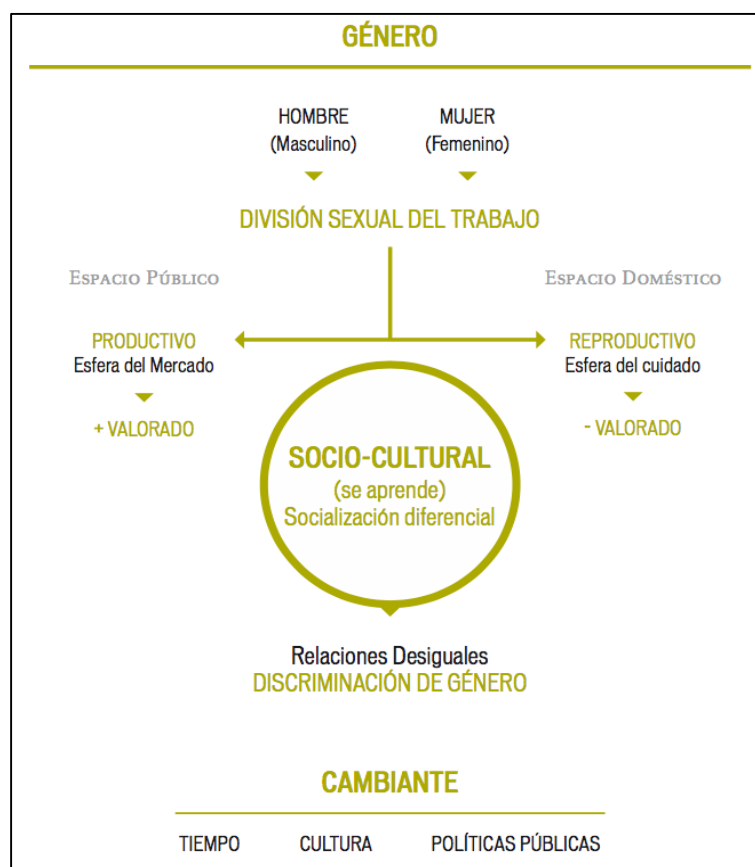 GÉNERO
HOMBRE MUJER
(Masculino) (Femenino)
DIVISIÓN SEXUAL DEL TRABAJO
ESPACIO PÚBLICO ESPACIO DOMÉSTICO
PRODUCTIVO REPRODUCTIVO
Esfera del Mercado Esfera del cuidado
+ VALORADO - VALORADO
SOCIO-CULTURAL
(se aprende)
Socialización diferencial
Relaciones Desiguales
DISCRIMINACIÓN DE GÉNERO
CAMBIANTE
TIEMPO CULTURA POLÍTICAS PÚBLICAS